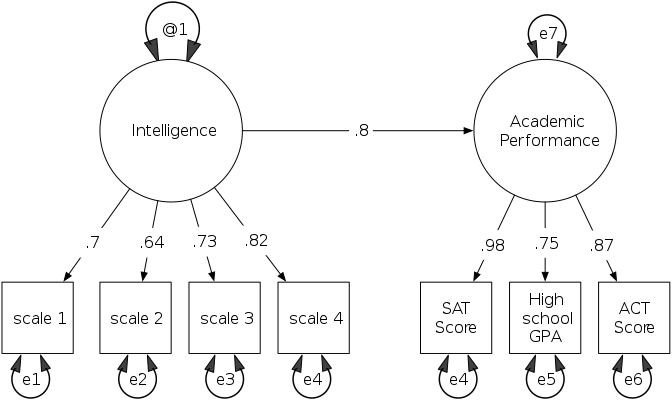 @1
e7
Intelligence
Academic
Performance
.8
.7
.64
.73
.82
.98
.75
.87
scale 1
scale 2
scale 3
scale 4
SAT
Score
High
school
GPA
ACT
Score
e1
e2
e3
e4
e4
e5
e6